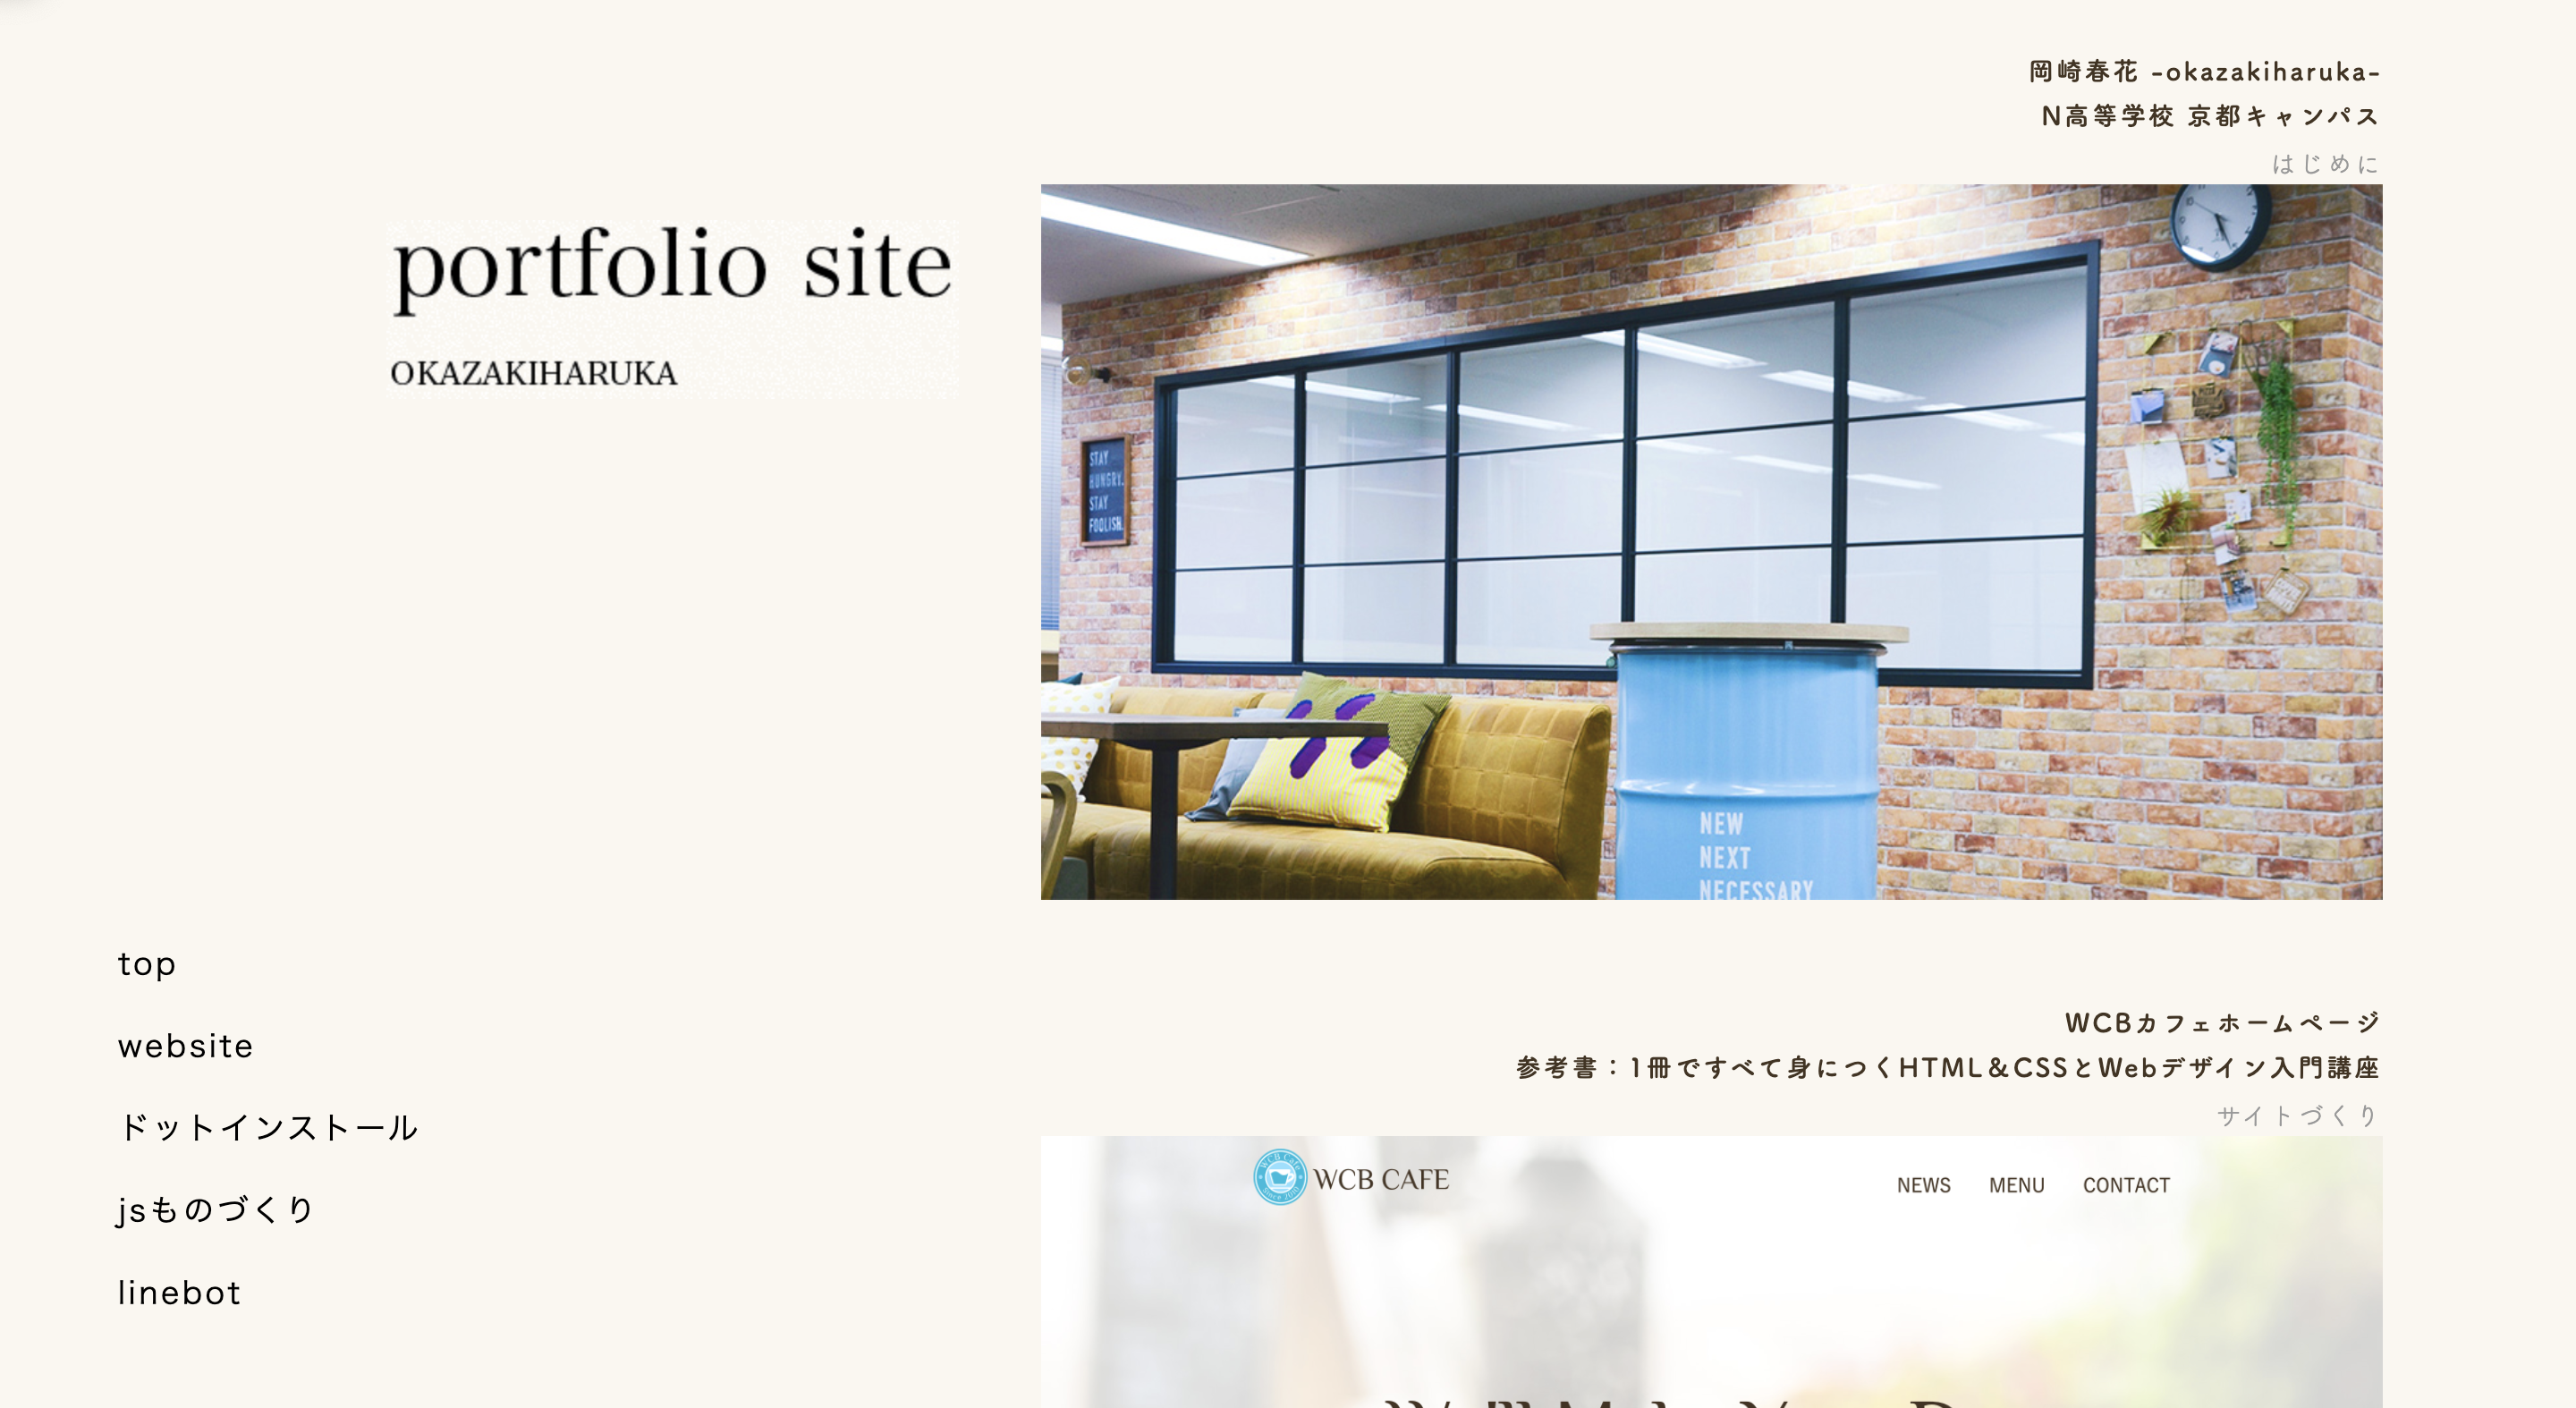 岡崎春花 -okazakiharuka-
N高等学校 京都キャンパス
はじめに
portfolio site
OKAZAKIHARUKA
STAY
HUNGRY.
STAY
FOOLISH.
NEW
NEXT
NECESSARY
top
website
ドットインストール
jsものづくり
linebot
WCBカフェホームページ
参考書：1冊ですべて身につくHTML&CSSとWebデザイン入門講座
サイトづくり
WCB Cafe
Since 2010
WCB CAFE
NEWS MENU CONTACT